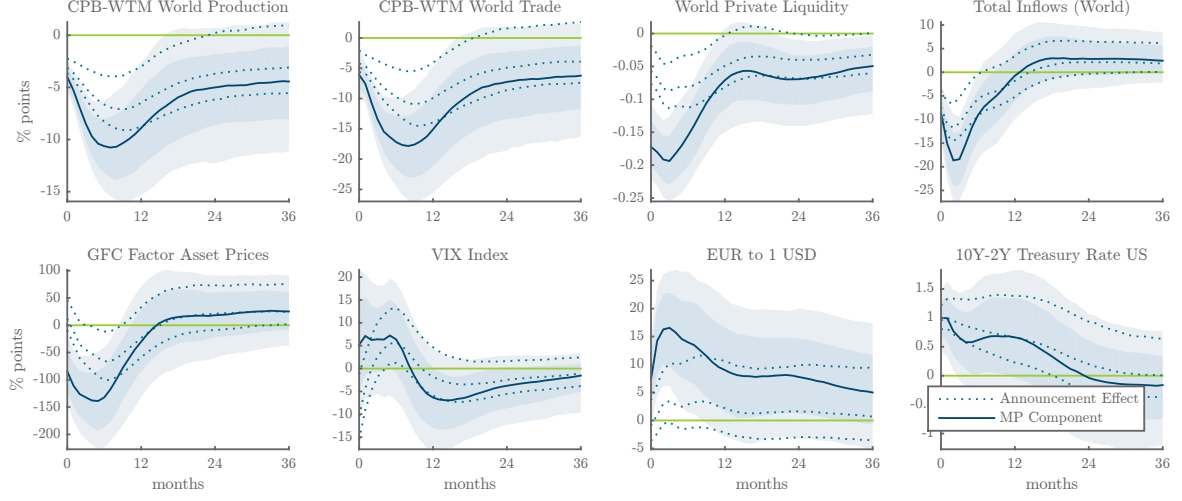 CPB-WTM World Production
CPB-WTM World Trade
World Private Liquidity
Total Inflows (World)
% points
0
-5
-10
-15
0 12 24 36
0
-5
-10
-15
-20
-25
0 12 24 36
0
-0.05
-0.1
-0.15
-0.2
-0.25
0 12 24 36
10
5
0
-5
-10
-15
-20
-25
0 12 24 36
GFC Factor Asset Prices
VIX Index
EUR to 1 USD
10Y-2Y Treasury Rate US
% points
100
50
0
-50
-100
-150
-200
0 12 24 36
months
20
15
10
5
0
-5
-10
-15
0 12 24 36
months
25
20
15
10
5
0
-5
0 12 24 36
months
1.5
1
0.5
0
-0.
-1
0 12 24 36
months
Announcement Effect
MP Component